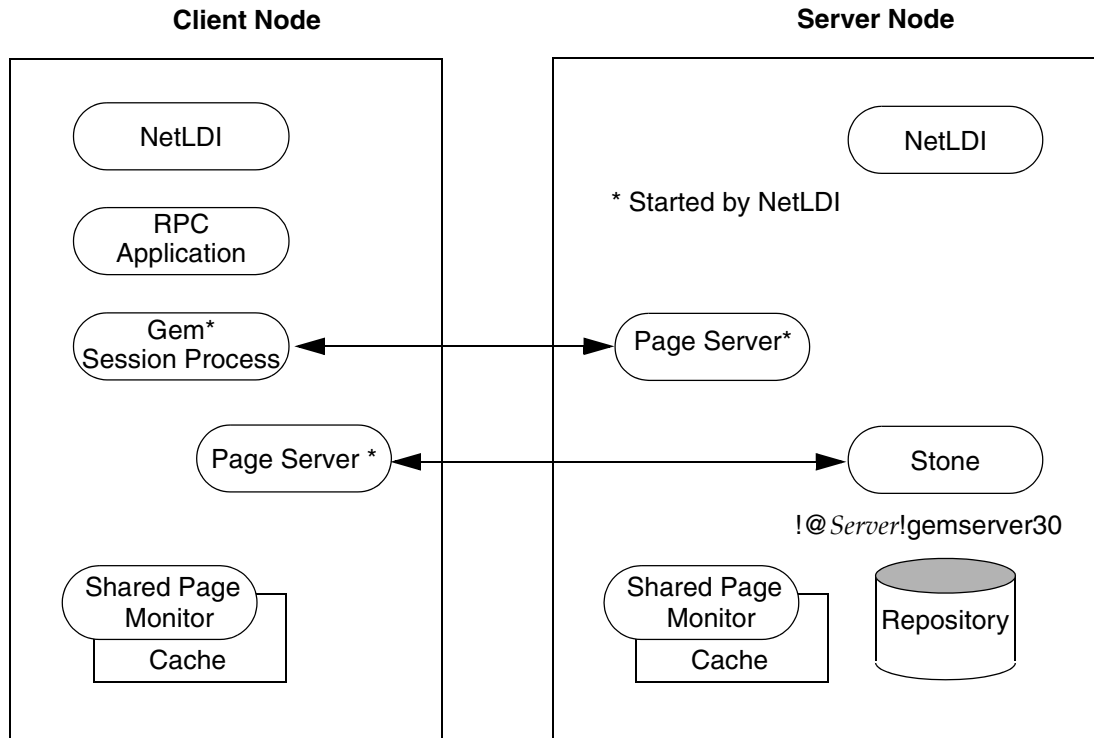 Client Node
Server Node
NetLDI
NetLDI
* Started by NetLDI
RPC
Application
Gem*
Session Process
Page Server*
Page Server *
Stone
!@Server!gemserver30
Shared Page
Monitor
Cache
Shared Page
Monitor
Cache
Repository